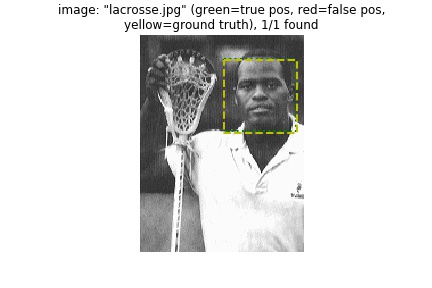 image: "lacrosse.jpg" (green=true pos, red=false pos,
yellow=ground truth), 1/1 found